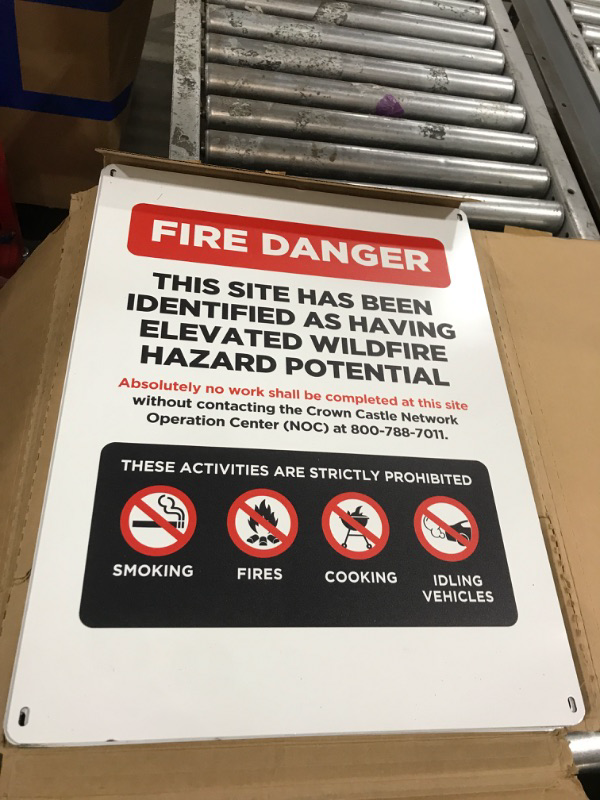 FIRE DANGER
THIS SITE HAS BEEN
IDENTIFIED AS HAVING
ELEVATED WILDFIRE
HAZARD POTENTIAL
Absolutely no work shall be completed at this site
without contacting the Crown Castle Network
Operation Center (NOC) at 800-788-7011.
THESE ACTIVITIES ARE STRICTLY PROHIBITED
SMOKING
FIRES
COOKING
IDLING
VEHICLES